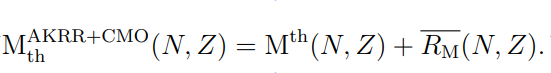 M_th^AKRR+CMO(N, Z) = M^th(N, Z) + \overline{R_M}(N, Z).